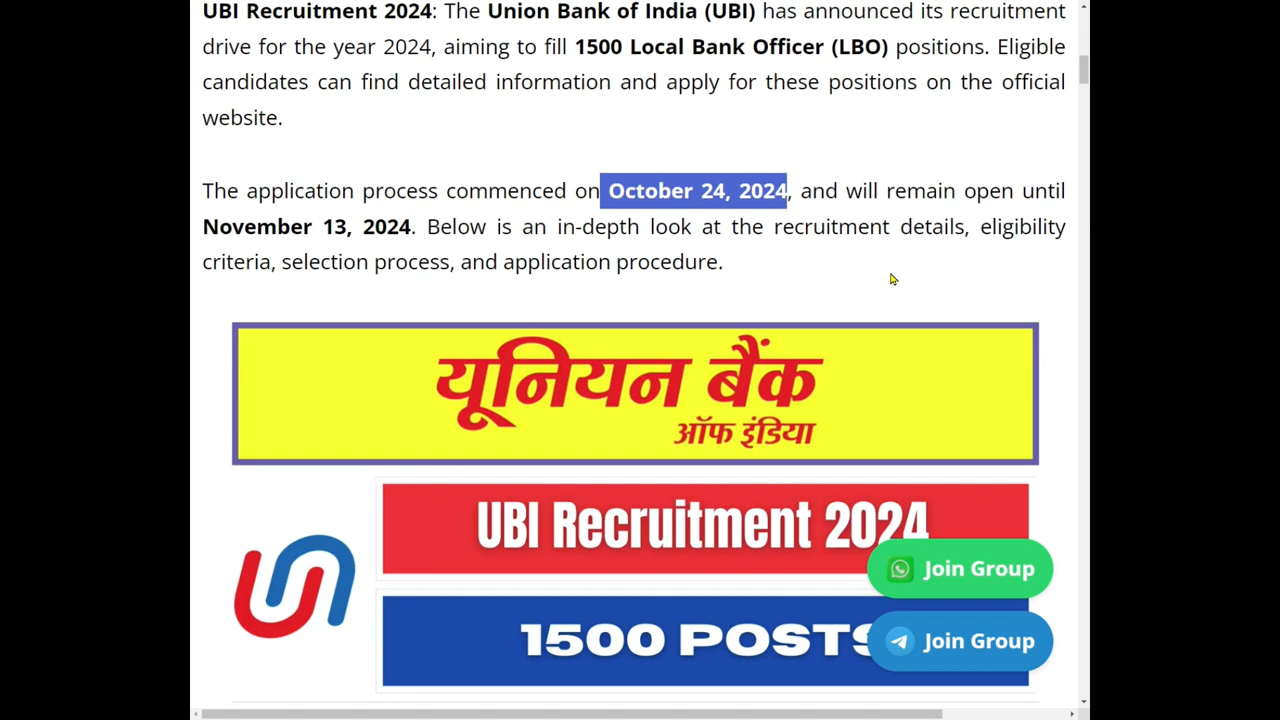 UBI Recruitment 2024: The Union Bank of India (UBI) has announced its recruitment
drive for the year 2024, aiming to fill 1500 Local Bank Officer (LBO) positions. Eligible
candidates can find detailed information and apply for these positions on the official
website.
The application process commenced on October 24, 2024, and will remain open until
November 13, 2024. Below is an in-depth look at the recruitment details, eligibility
criteria, selection process, and application procedure.
यूनियन बैंक
ऑफ इंडिया
UBI Recruitment 2024
Join Group
1500 POSTS
Join Group